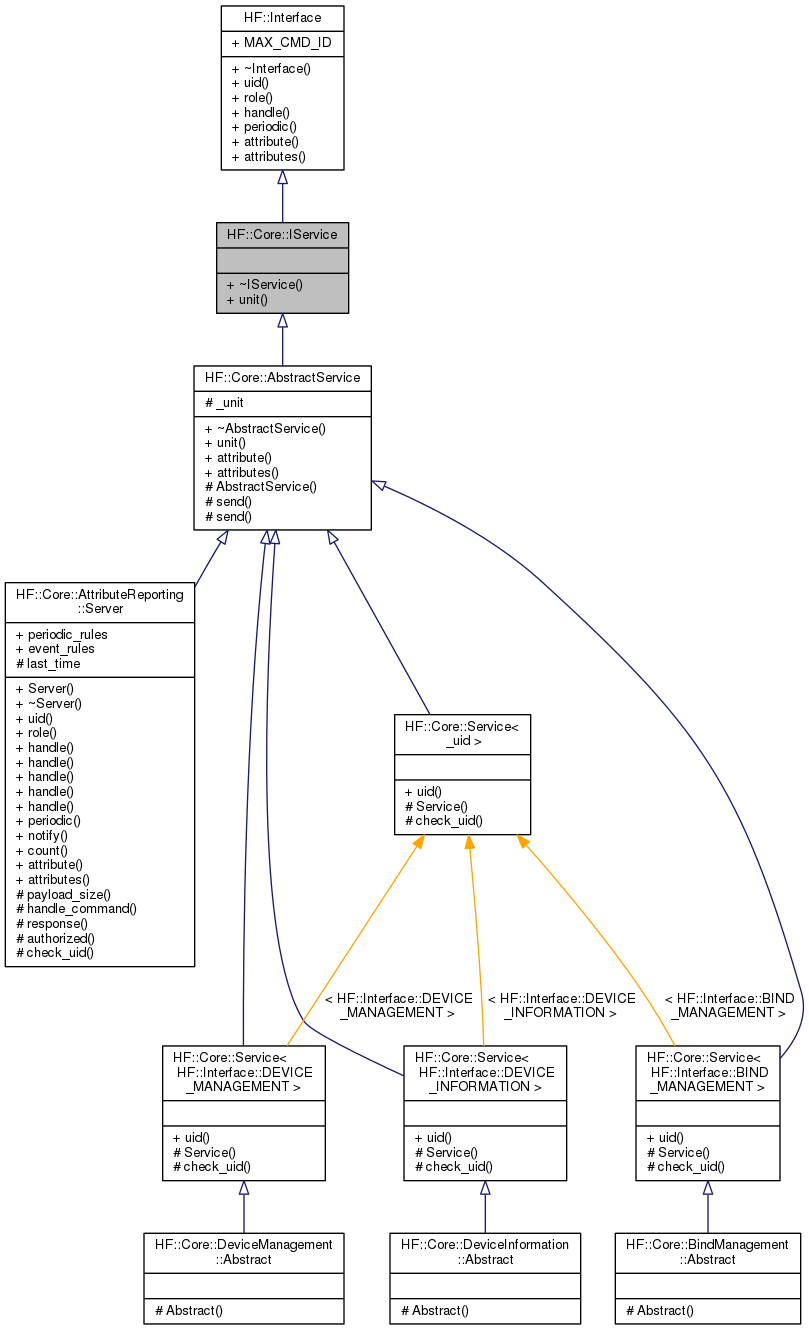 HF::Interface
+ MAX_CMD_ID
+ ~Interface()
+ uid()
+ role()
+ handle()
+ periodic()
+ attribute()
+ attributes()
HF::Core::IService
+ ~IService()
+ unit()
HF::Core::AbstractService
# _unit
+ ~AbstractService()
+ unit()
+ attribute()
+ attributes()
# AbstractService()
# send()
# send()
HF::Core::AttributeReporting
::Server
+ periodic_rules
+ event_rules
# last_time
+ Server()
+ ~Server()
+ uid()
+ role()
+ handle()
+ handle()
+ handle()
+ handle()
+ handle()
+ periodic()
+ notify()
+ count()
+ attribute()
+ attributes()
# payload_size()
# handle_command()
# response()
# authorized()
# check_uid()
HF::Core::Service<
_uid >
+ uid()
# Service()
# check_uid()
< HF::Interface::DEVICE
_MANAGEMENT >
< HF::Interface::DEVICE
_INFORMATION >
< HF::Interface::BIND
_MANAGEMENT >
HF::Core::Service<
HF::Interface::DEVICE
_MANAGEMENT >
+ uid()
# Service()
# check_uid()
HF::Core::Service<
HF::Interface::DEVICE
_INFORMATION >
+ uid()
# Service()
# check_uid()
HF::Core::Service<
HF::Interface::BIND
_MANAGEMENT >
+ uid()
# Service()
# check_uid()
HF::Core::DeviceManagement
::Abstract
# Abstract()
HF::Core::DeviceInformation
::Abstract
# Abstract()
HF::Core::BindManagement
::Abstract
# Abstract()